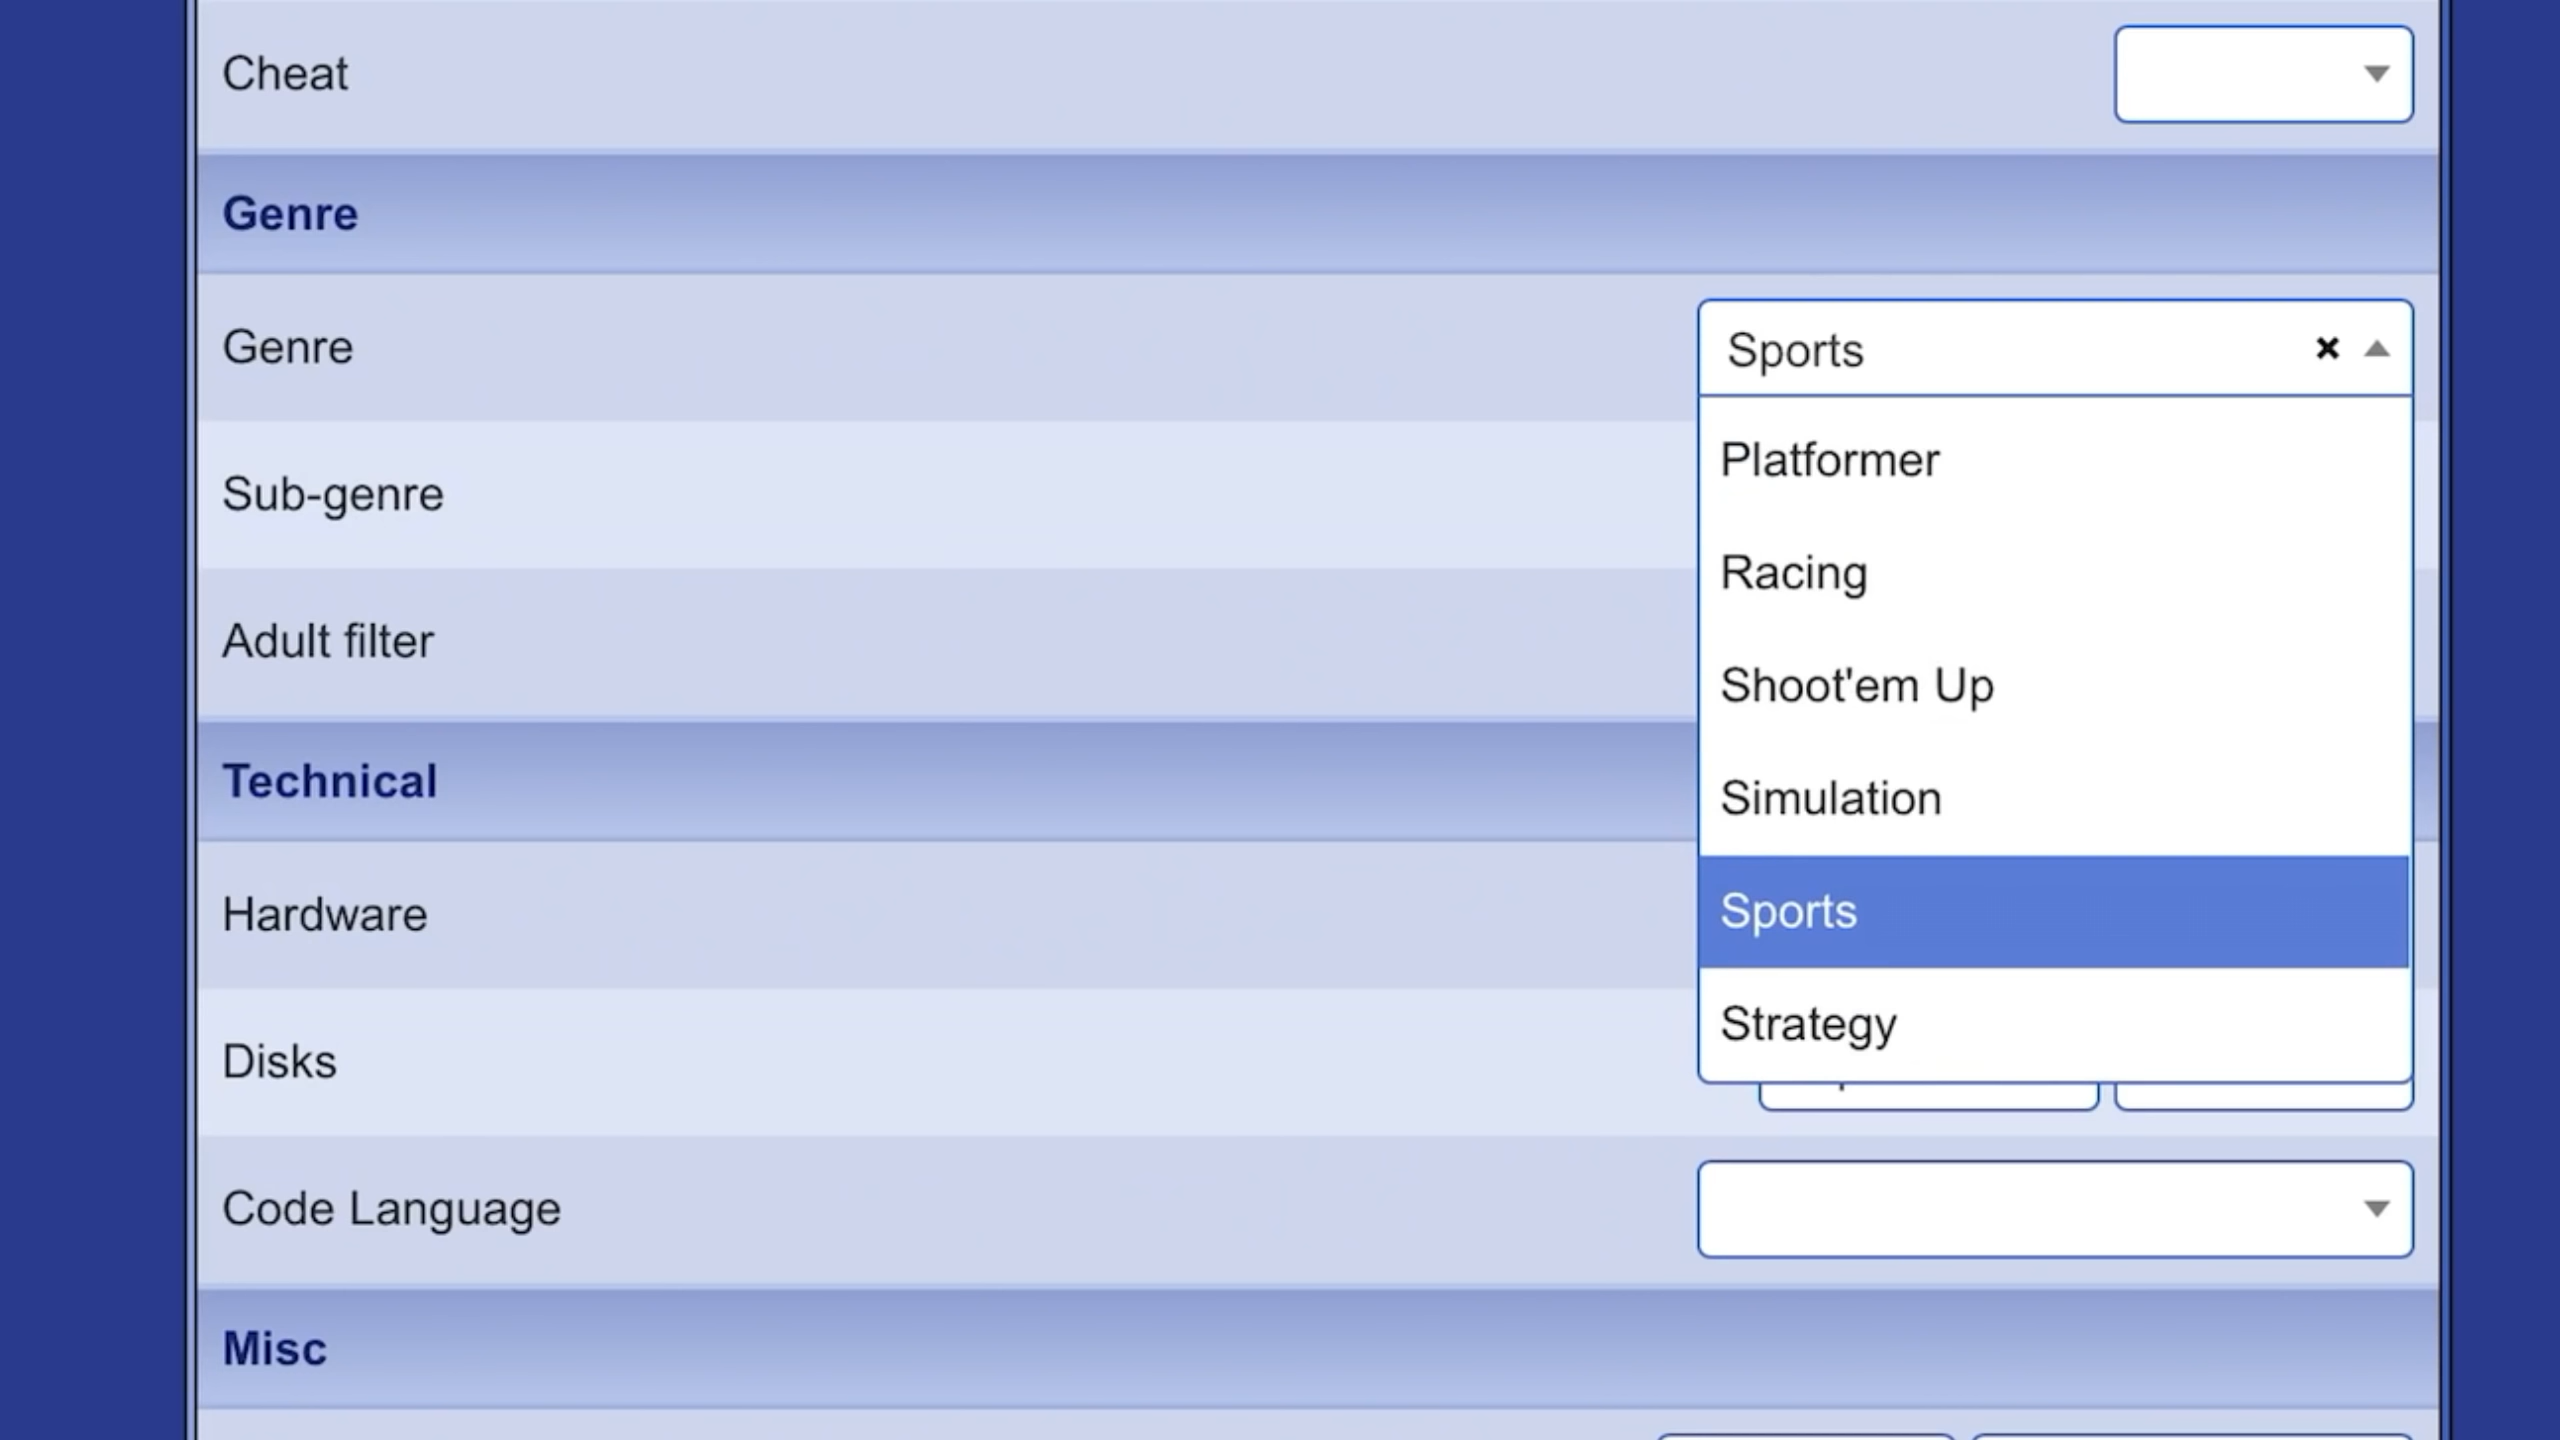 Cheat
Genre
Genre
Sports
Platformer
Sub-genre
Racing
Adult filter
Shoot'em Up
Technical
Simulation
Hardware
Sports
Disks
Strategy
Code Language
Misc